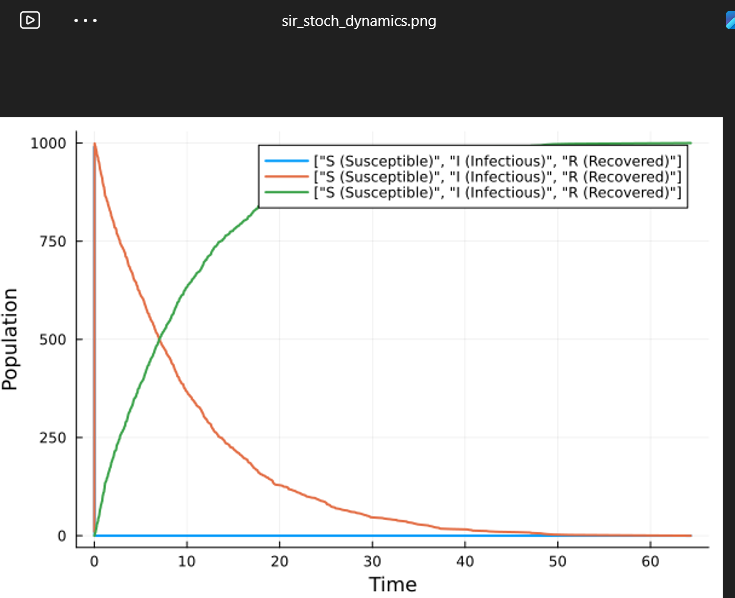 sir_stoch_dynamics.png
1000
750
500
250
0
Population
["S (Susceptible)", "I (Infectious)", "R (Recovered)"]
["S (Susceptible)", "I (Infectious)", "R (Recovered)"]
["S (Susceptible)", "I (Infectious)", "R (Recovered)"]
0 10 20 30 40 50 60
Time